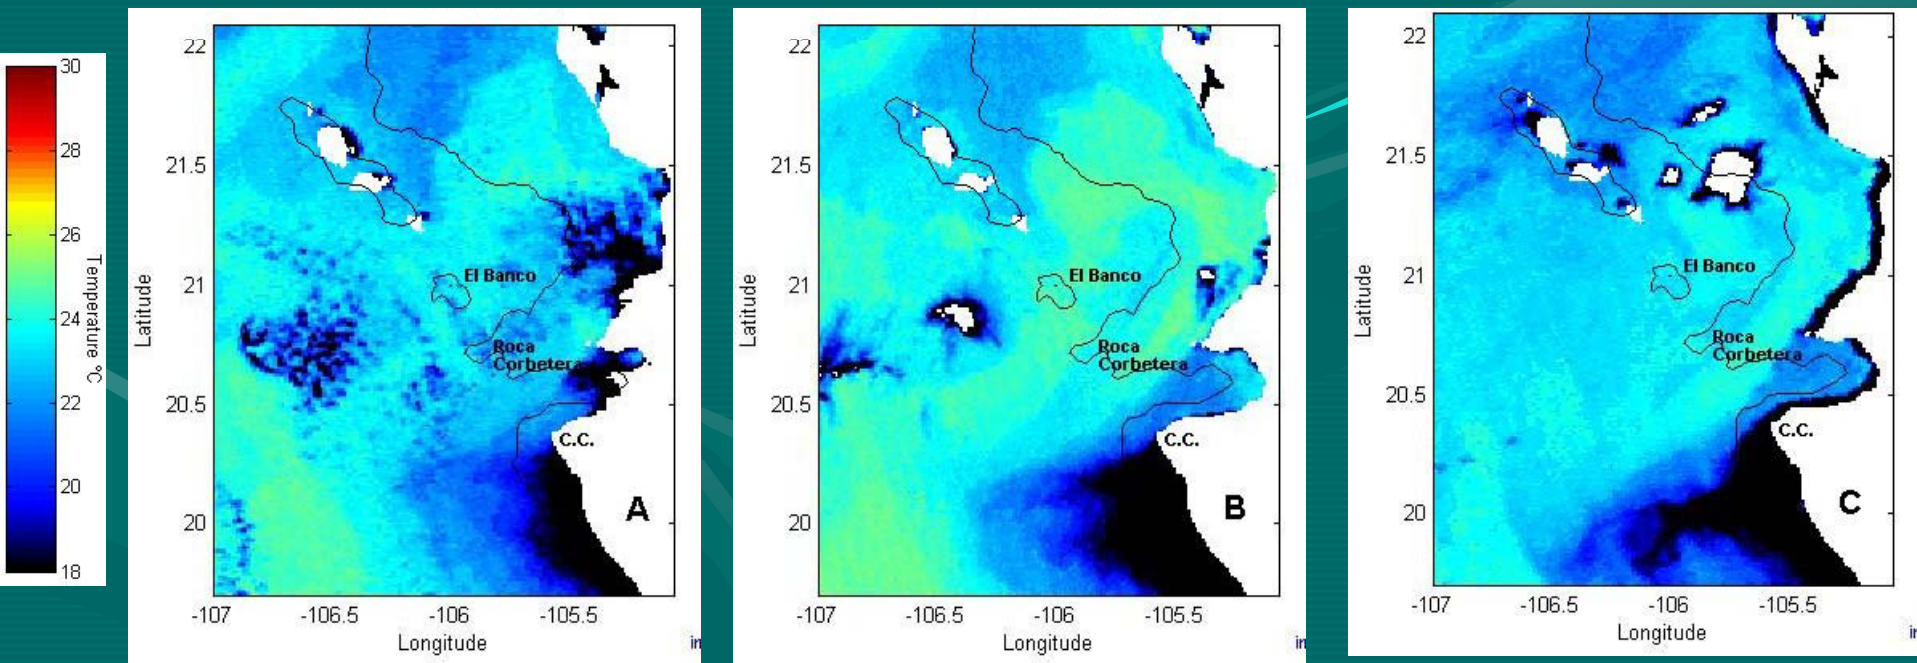 30
28
26
24
22
20
18
Temperature °C
22
21.5
21
20.5
20
Latitude
-107
-106.5
-106
-105.5
Longitude
El Banco
Roca
Corbetera
C.C.
A
22
21.5
21
20.5
20
Latitude
-107
-106.5
-106
-105.5
Longitude
El Banco
Roca
Corbetera
C.C.
B
22
21.5
21
20.5
20
Latitude
-107
-106.5
-106
-105.5
Longitude
El Banco
Roca
Corbetera
C.C.
C